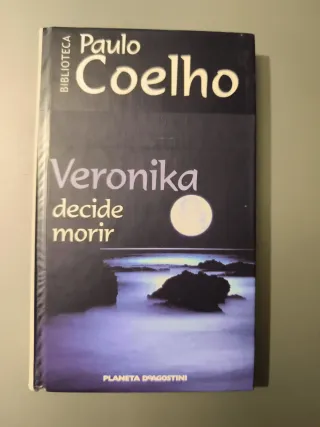 BIBLIOTECA
Paulo
Coelho
Veronika
decide
morir
PLANETA DEAGOSTINI